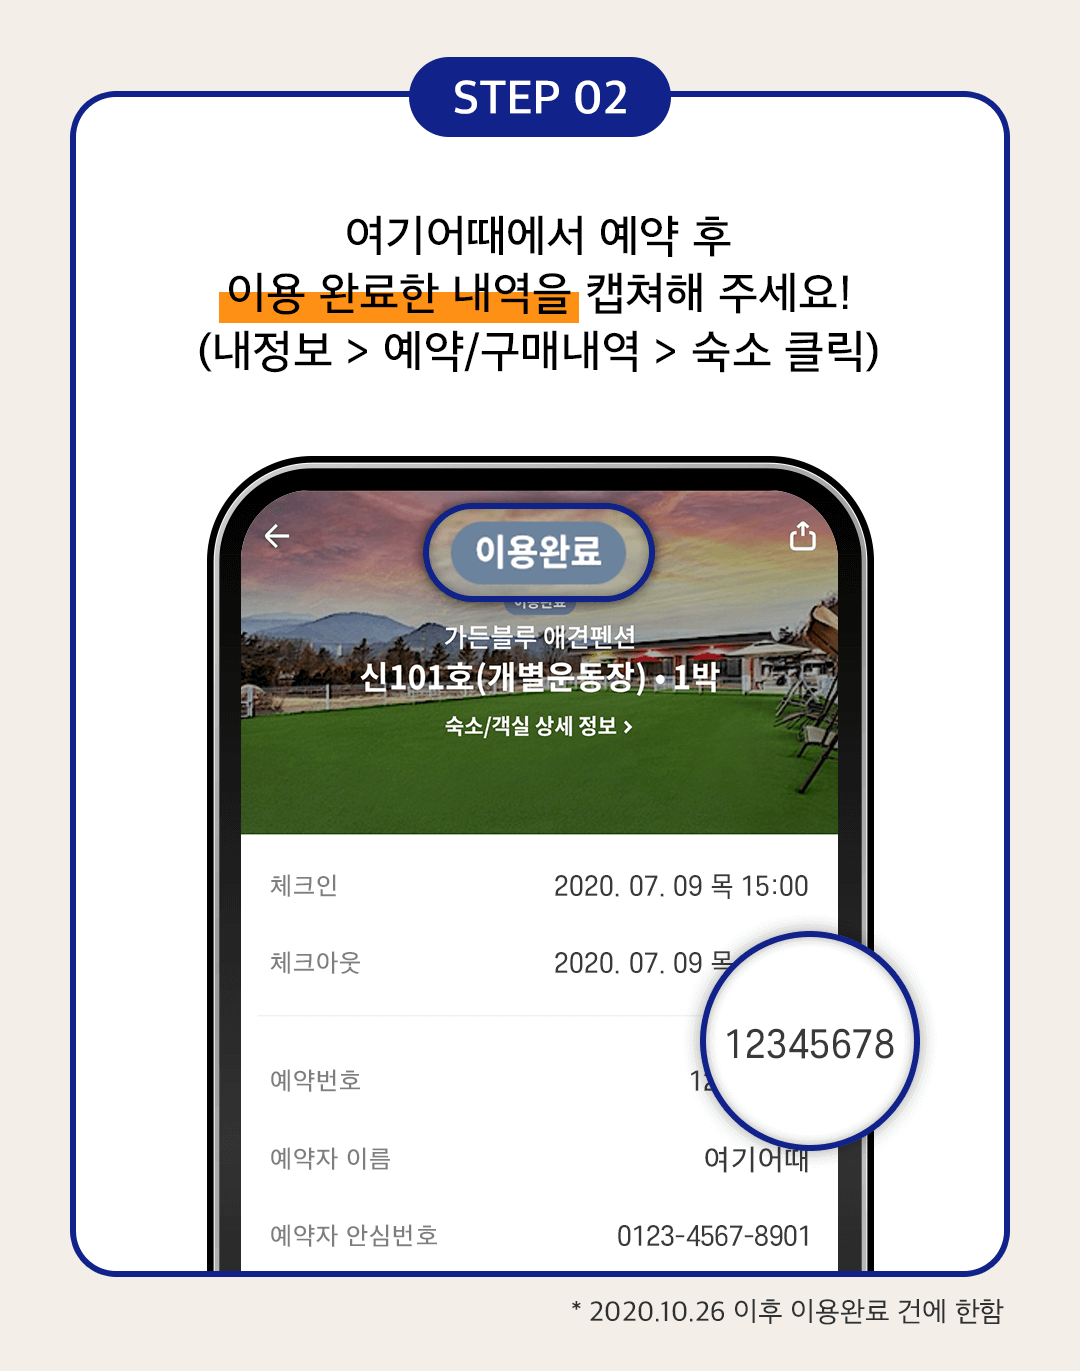 STEP 02
여기어때에서 예약 후
이용 완료한 내역을 캡쳐해 주세요!
(내정보 > 예약/구매내역 > 숙소 클릭)
이용완료
이용완료
가든블루 애견펜션
신101호(개별운동장) • 1박
숙소/객실 상세 정보 >
체크인 2020. 07. 09 목 15:00
체크아웃 2020. 07. 09 목
12345678
예약번호 12
예약자 이름 여기어때
예약자 안심번호 0123-4567-8901
* 2020.10.26 이후 이용완료 건에 한함